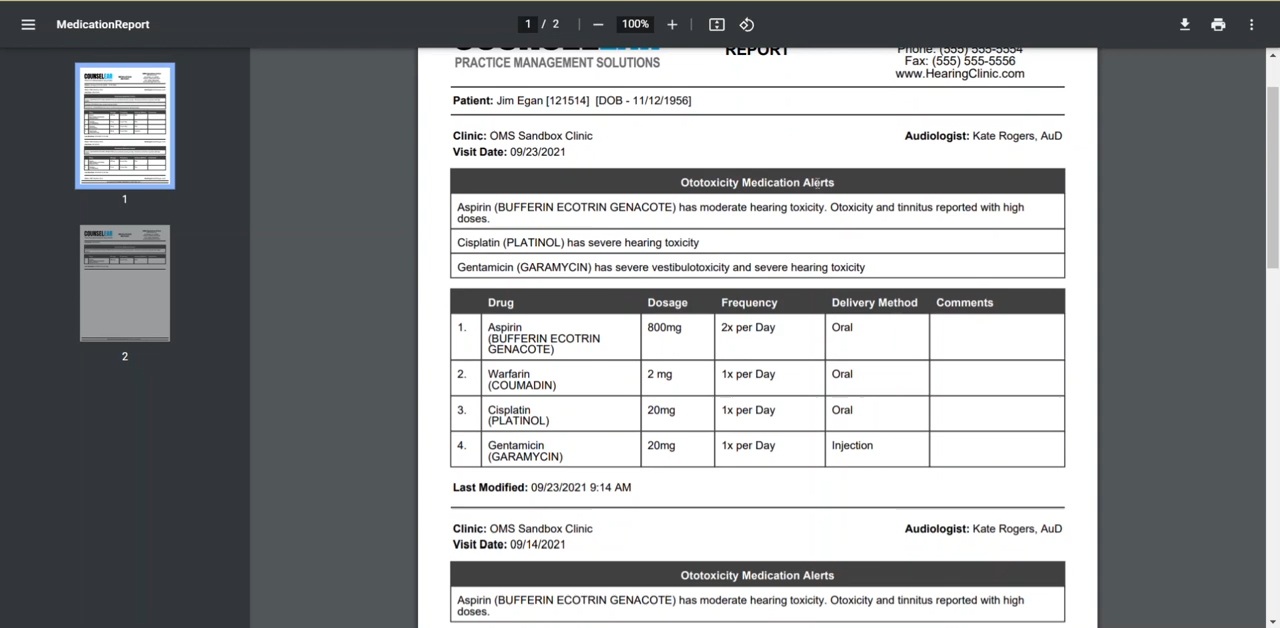 MedicationReport
1 / 2
100%
COUNSELEAR
REPORT
Phone: (555) 555-5554
PRACTICE MANAGEMENT SOLUTIONS
Fax: (555) 555-5556
www.HearingClinic.com
Patient: Jim Egan [121514] [DOB - 11/12/1956]
Clinic: OMS Sandbox Clinic
Audiologist: Kate Rogers, AuD
Visit Date: 09/23/2021
Ototoxicity Medication Alerts
Aspirin (BUFFERIN ECOTRIN GENACOTE) has moderate hearing toxicity. Otoxicity and tinnitus reported with high
doses.
Cisplatin (PLATINOL) has severe hearing toxicity
Gentamicin (GARAMYCIN) has severe vestibulotoxicity and severe hearing toxicity
Drug Dosage Frequency Delivery Method Comments
1. Aspirin 800mg 2x per Day Oral
(BUFFERIN ECOTRIN
GENACOTE)
2. Warfarin 2 mg 1x per Day Oral
(COUMADIN)
3. Cisplatin 20mg 1x per Day Oral
(PLATINOL)
4. Gentamicin 20mg 1x per Day Injection
(GARAMYCIN)
Last Modified: 09/23/2021 9:14 AM
Clinic: OMS Sandbox Clinic
Audiologist: Kate Rogers, AuD
Visit Date: 09/14/2021
Ototoxicity Medication Alerts
Aspirin (BUFFERIN ECOTRIN GENACOTE) has moderate hearing toxicity. Otoxicity and tinnitus reported with high
doses.
1
2